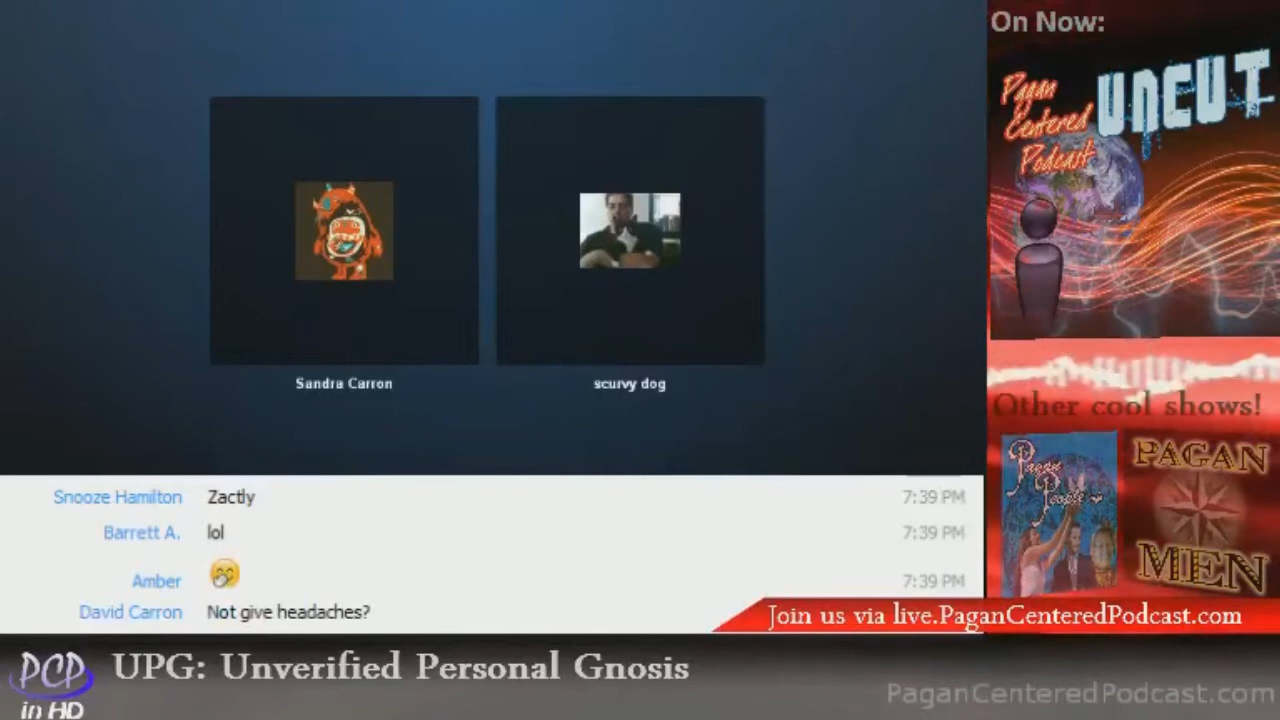 On Now:
Pagan
Centered
Podcast
UNCUT
Sandra Carron
scurvy dog
Other cool shows!
Pagan
People
PAGAN
MEN
Snooze Hamilton Zactly 7:39 PM
Barrett A. lol 7:39 PM
Amber 7:39 PM
David Carron Not give headaches?
Join us via live.PaganCenteredPodcast.com
PCP
in HD
UPG: Unverified Personal Gnosis
PaganCenteredPodcast.com